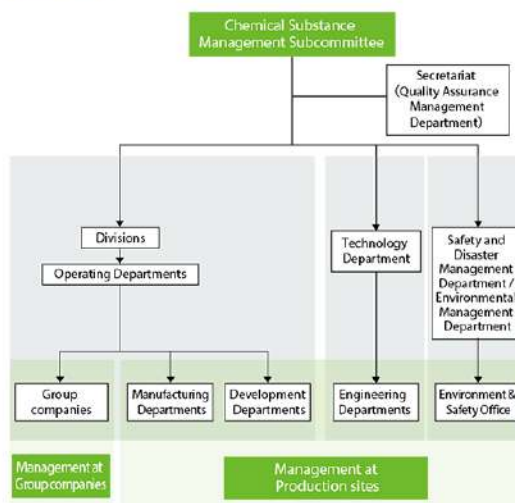 Chemical Substance
Management Subcommittee
Secretariat
(Quality Assurance
Management
Department)
Divisions
Operating Departments
Technology
Department
Safety and
Disaster
Management
Department /
Environmental
Management
Department
Group
companies
Manufacturing
Departments
Development
Departments
Engineering
Departments
Environment &
Safety Office
Management at
Group companies
Management at
Production sites